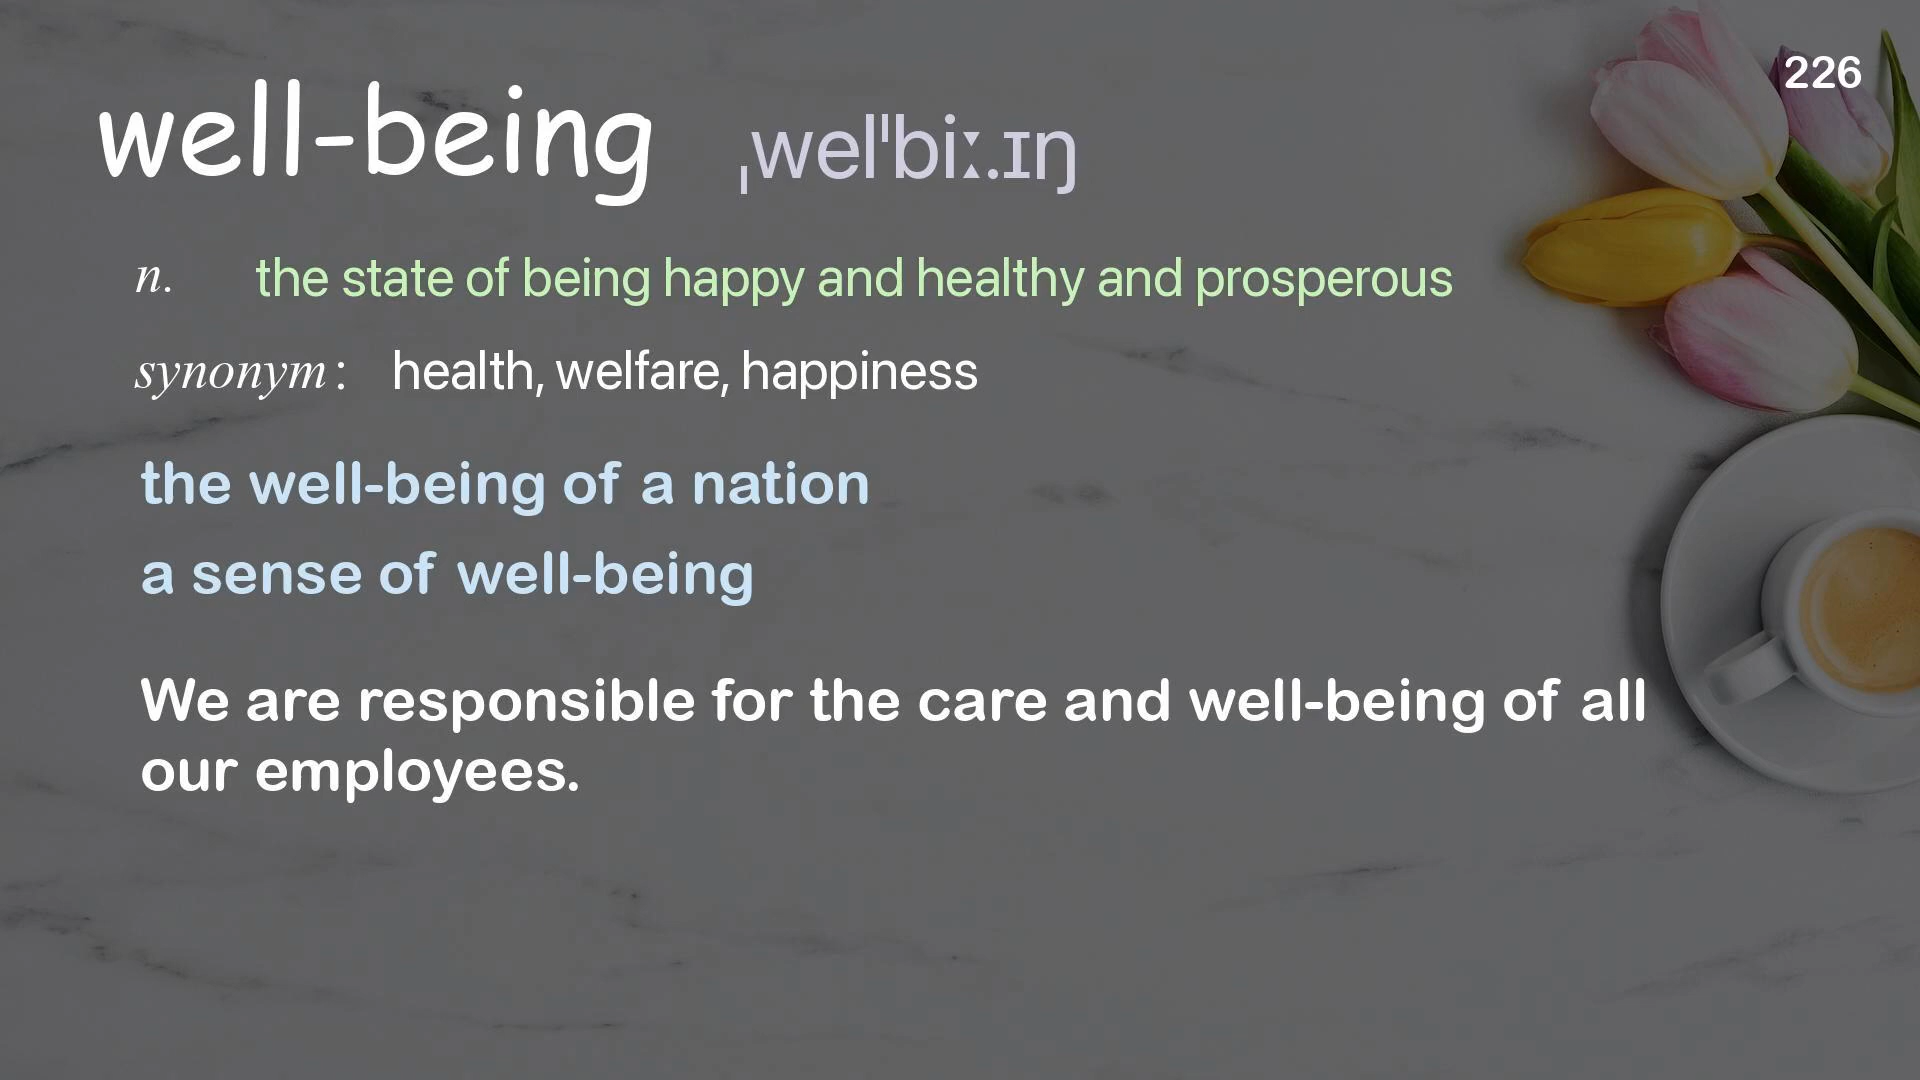 226
well-being ˌwelˈbiː.ɪŋ
n. the state of being happy and healthy and prosperous
synonym: health, welfare, happiness
the well-being of a nation
a sense of well-being
We are responsible for the care and well-being of all
our employees.